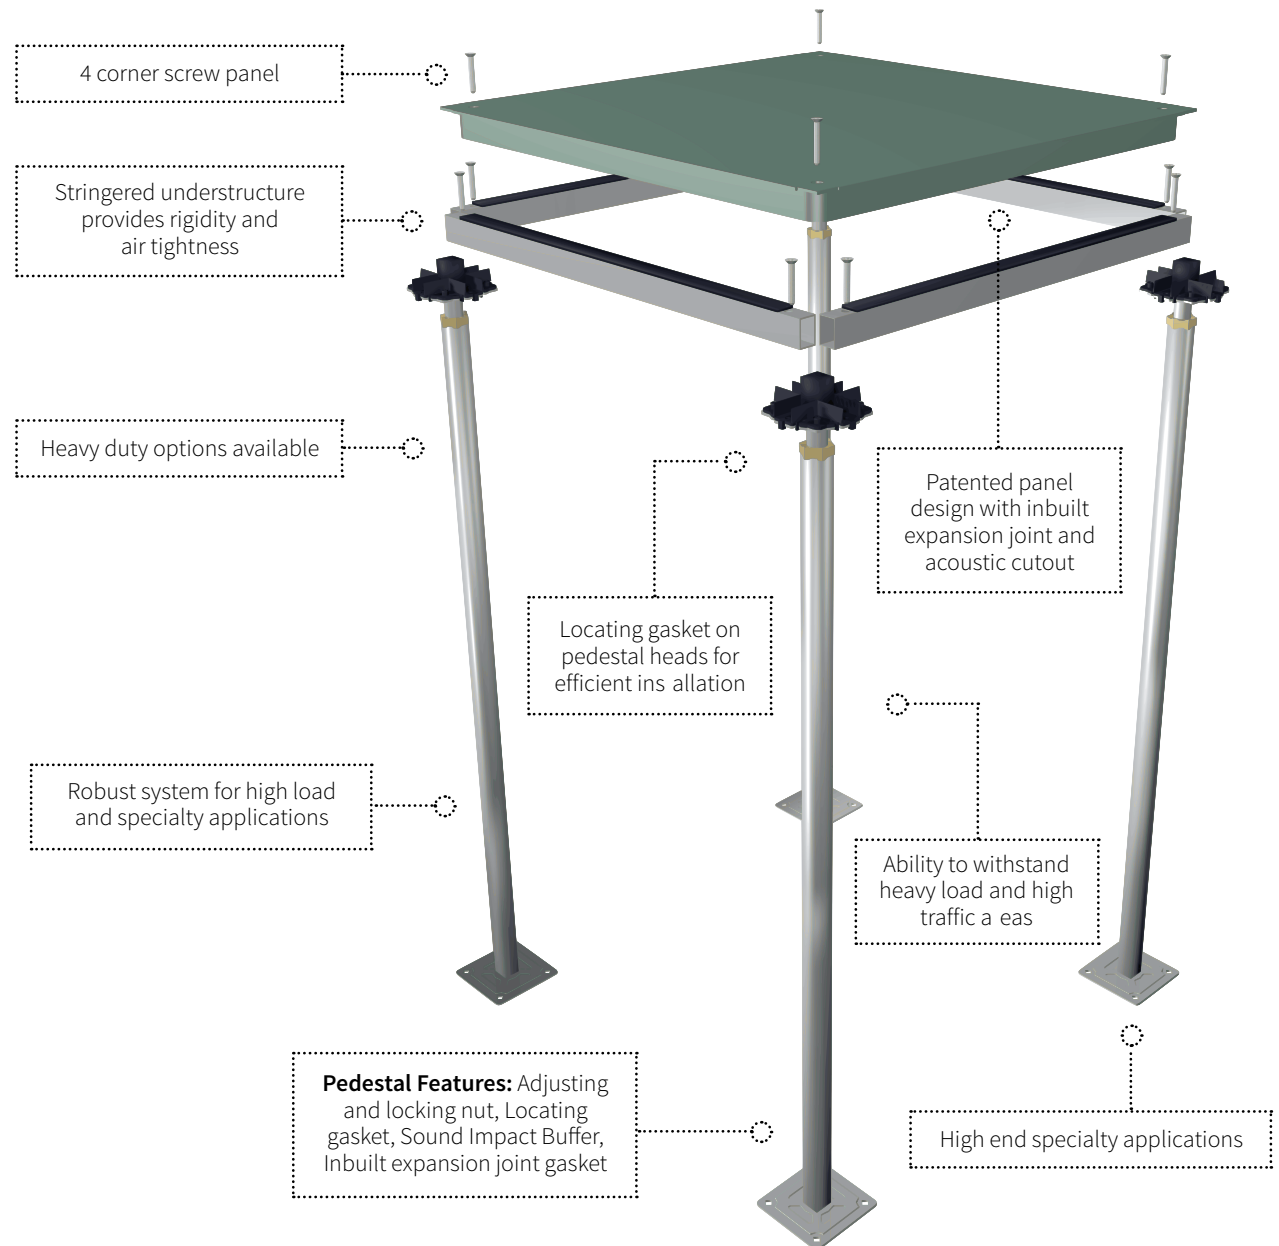 4 corner screw panel
Stringered understructure
provides rigidity and
air tightness
Heavy duty options available
Patented panel
design with inbuilt
expansion joint and
acoustic cutout
Locating gasket on
pedestal heads for
efficient ins allation
Robust system for high load
and specialty applications
Ability to withstand
heavy load and high
traffic a eas
Pedestal Features: Adjusting
and locking nut, Locating
gasket, Sound Impact Buffer,
Inbuilt expansion joint gasket
High end specialty applications